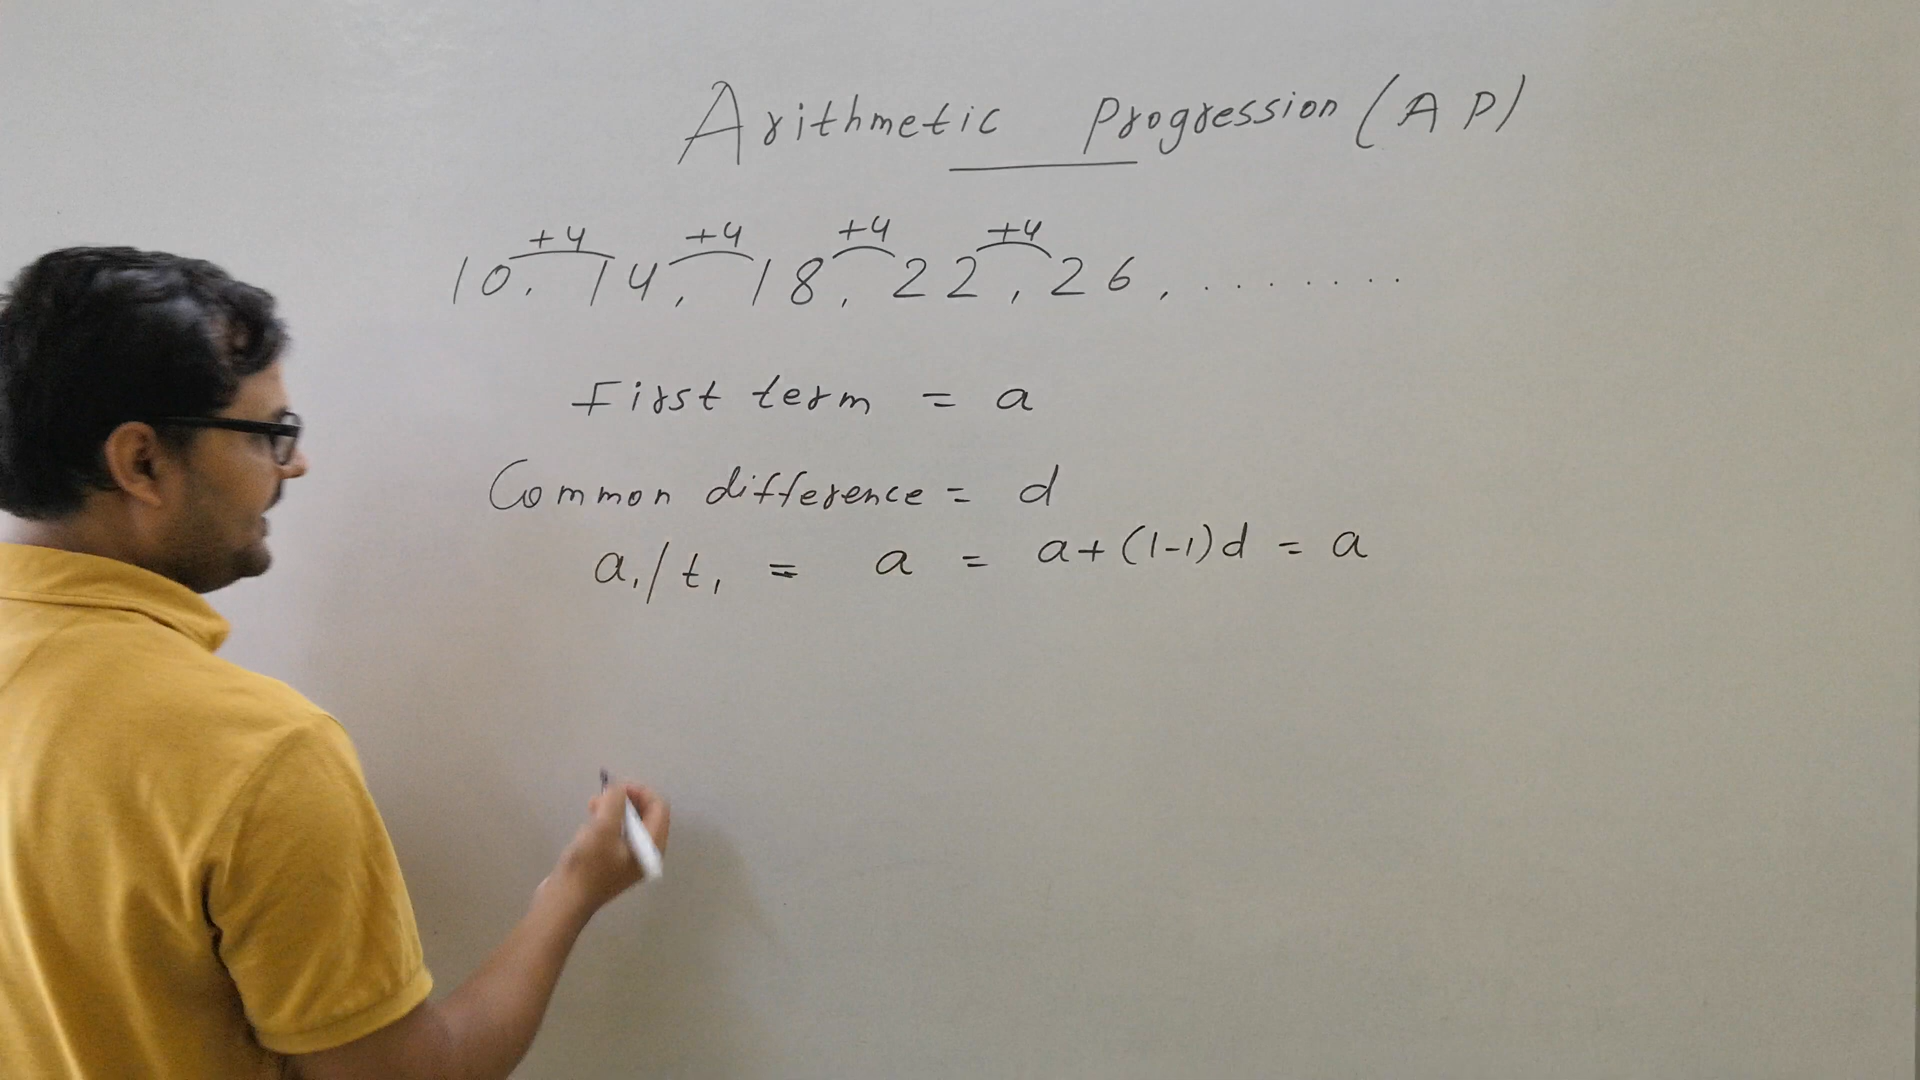 Arithmetic Progression (AP)
+4 +4 +4 +4
10, 14, 18, 22, 26, ........
First term = a
Common difference = d
a₁/t₁ = a = a+(1-1)d = a